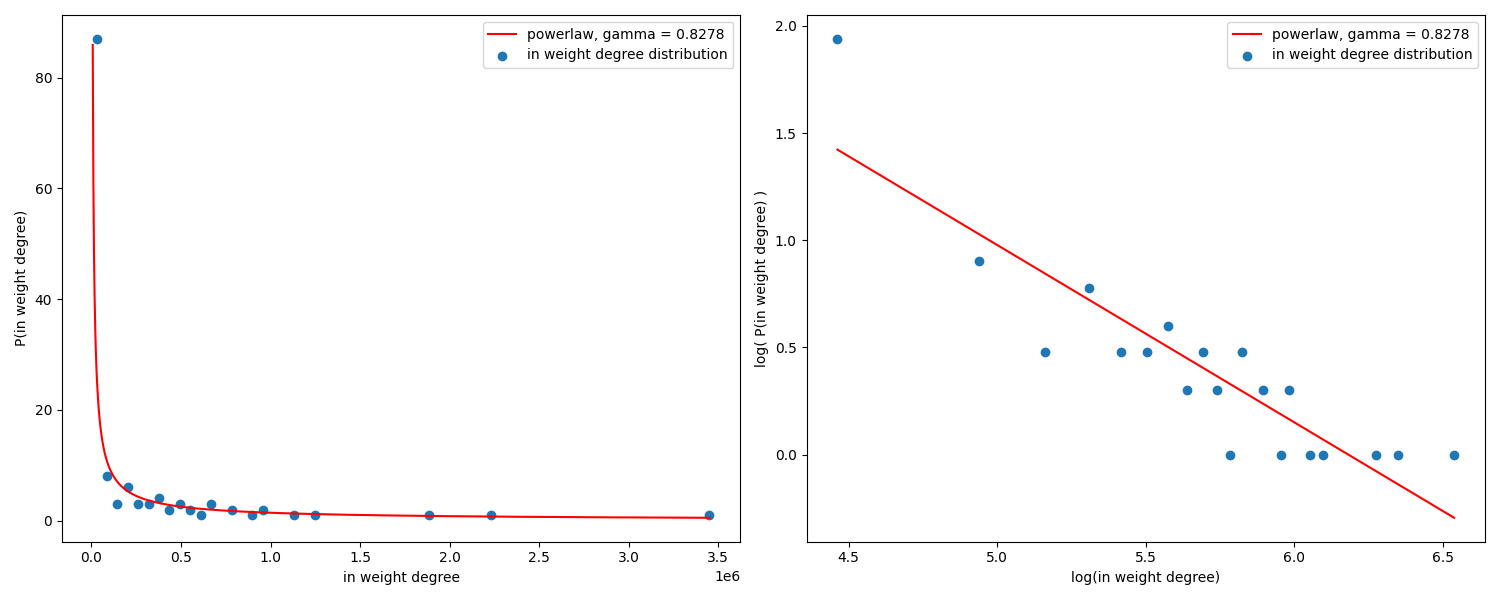 powerlaw, gamma = 0.8278
in weight degree distribution
80
60
40
20
0
P(in weight degree)
0.0 0.5 1.0 1.5 2.0 2.5 3.0 3.5
1e6
in weight degree
powerlaw, gamma = 0.8278
in weight degree distribution
2.0
1.5
1.0
0.5
0.0
log( P(in weight degree) )
4.5 5.0 5.5 6.0 6.5
log(in weight degree)